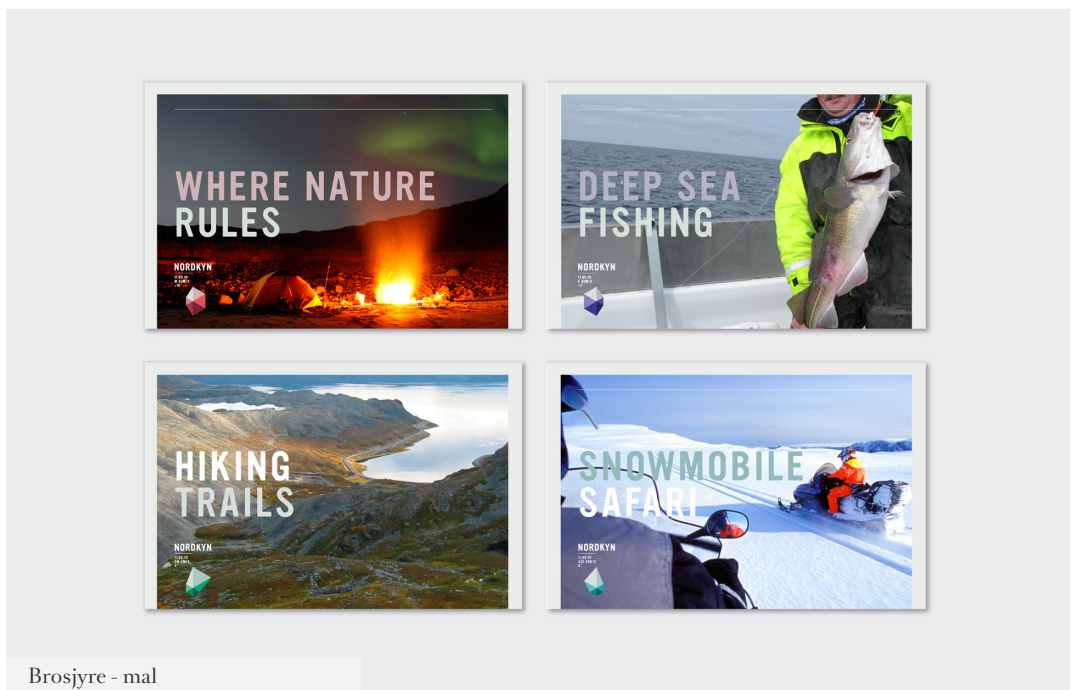 WHERE NATURE
RULES
NORDKYN
DEEP SEA
FISHING
NORDKYN
HIKING
TRAILS
NORDKYN
SNOWMOBILE
SAFARI
NORDKYN
Brosjyre - mal